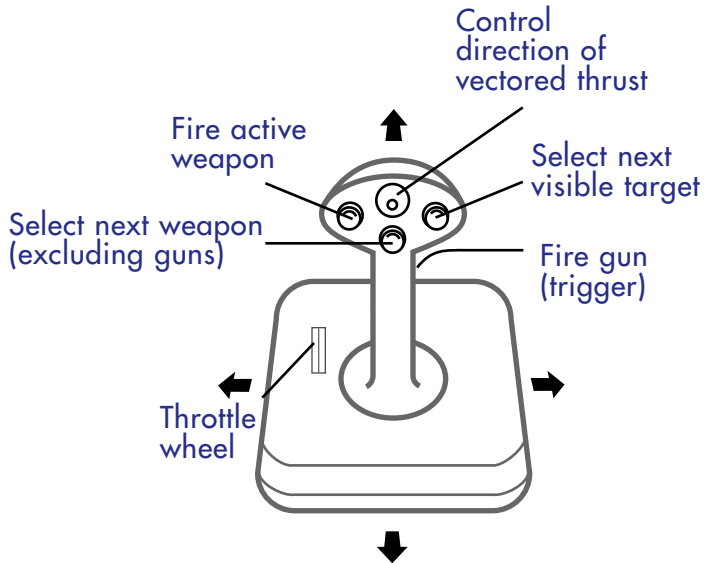 Control
direction of
vectored thrust
Fire active
weapon
Select next
visible target
Select next weapon
(excluding guns)
Fire gun
(trigger)
Throttle
wheel